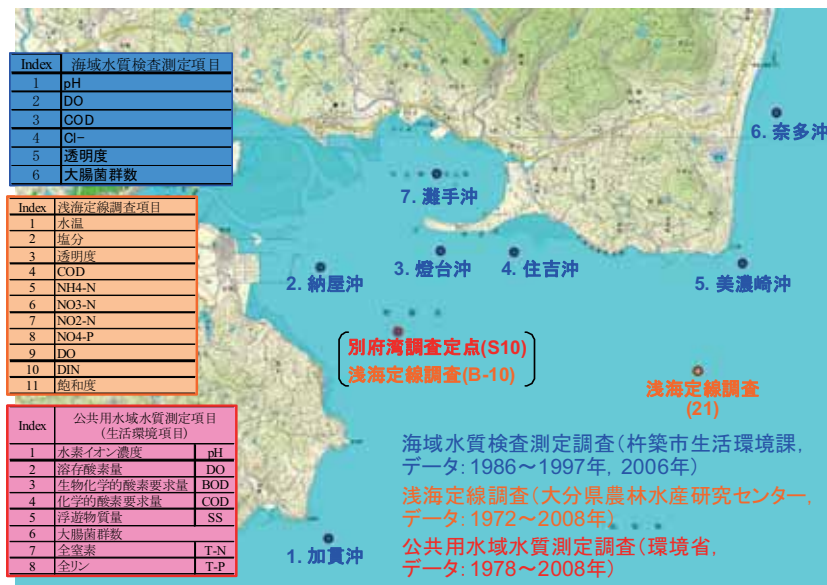 Index 海域水質検査測定項目
1 pH
2 DO
3 COD
4 Cl−
5 透明度
6 大腸菌群数
Index 浅海定線調査項目
1 水温
2 塩分
3 透明度
4 COD
5 NH4-N
6 NO3-N
7 NO2-N
8 NO4-P
9 DO
10 DIN
11 飽和度
Index 公共用水域水質測定項目
(生活環境項目)
1 水素イオン濃度 pH
2 溶存酸素量 DO
3 生物化学的酸素要求量 BOD
4 化学的酸素要求量 COD
5 浮遊物質量 SS
6 大腸菌群数
7 全窒素 T-N
8 全リン T-P
6. 奈多沖
7. 灘手沖
3. 燈台沖
4. 住吉沖
2. 納屋沖
5. 美濃崎沖
別府湾調査定点(S10)
浅海定線調査(B-10)
浅海定線調査
(21)
1. 加貫沖
海域水質検査測定調査(杵築市生活環境課,
データ: 1986～1997年, 2006年)
浅海定線調査(大分県農林水産研究センター,
データ: 1972～2008年)
公共用水域水質測定調査(環境省,
データ: 1978～2008年)